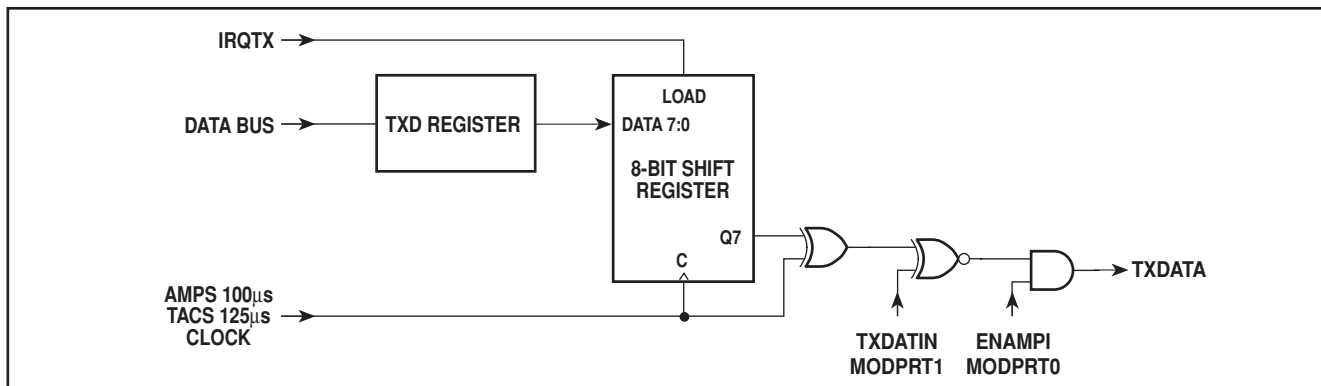 IRQTX
LOAD
DATA BUS
TXD REGISTER
DATA 7:0
8-BIT SHIFT
REGISTER
Q7
C
TXDATA
AMPS 100µs
TACS 125µs
CLOCK
TXDATIN
MODPRT1
ENAMPI
MODPRT0